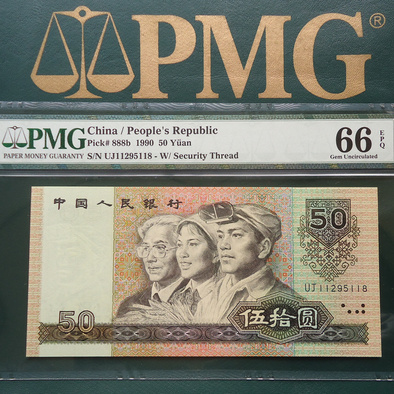 PMG®
PMG
PAPER MONEY GUARANTY
China / People's Republic
Pick# 888b 1990 50 Yüan
S/N UJ11295118 - W/ Security Thread
66 EPQ
Gem Uncirculated
中国人民银行
50
UJ11295118
50
伍拾圆